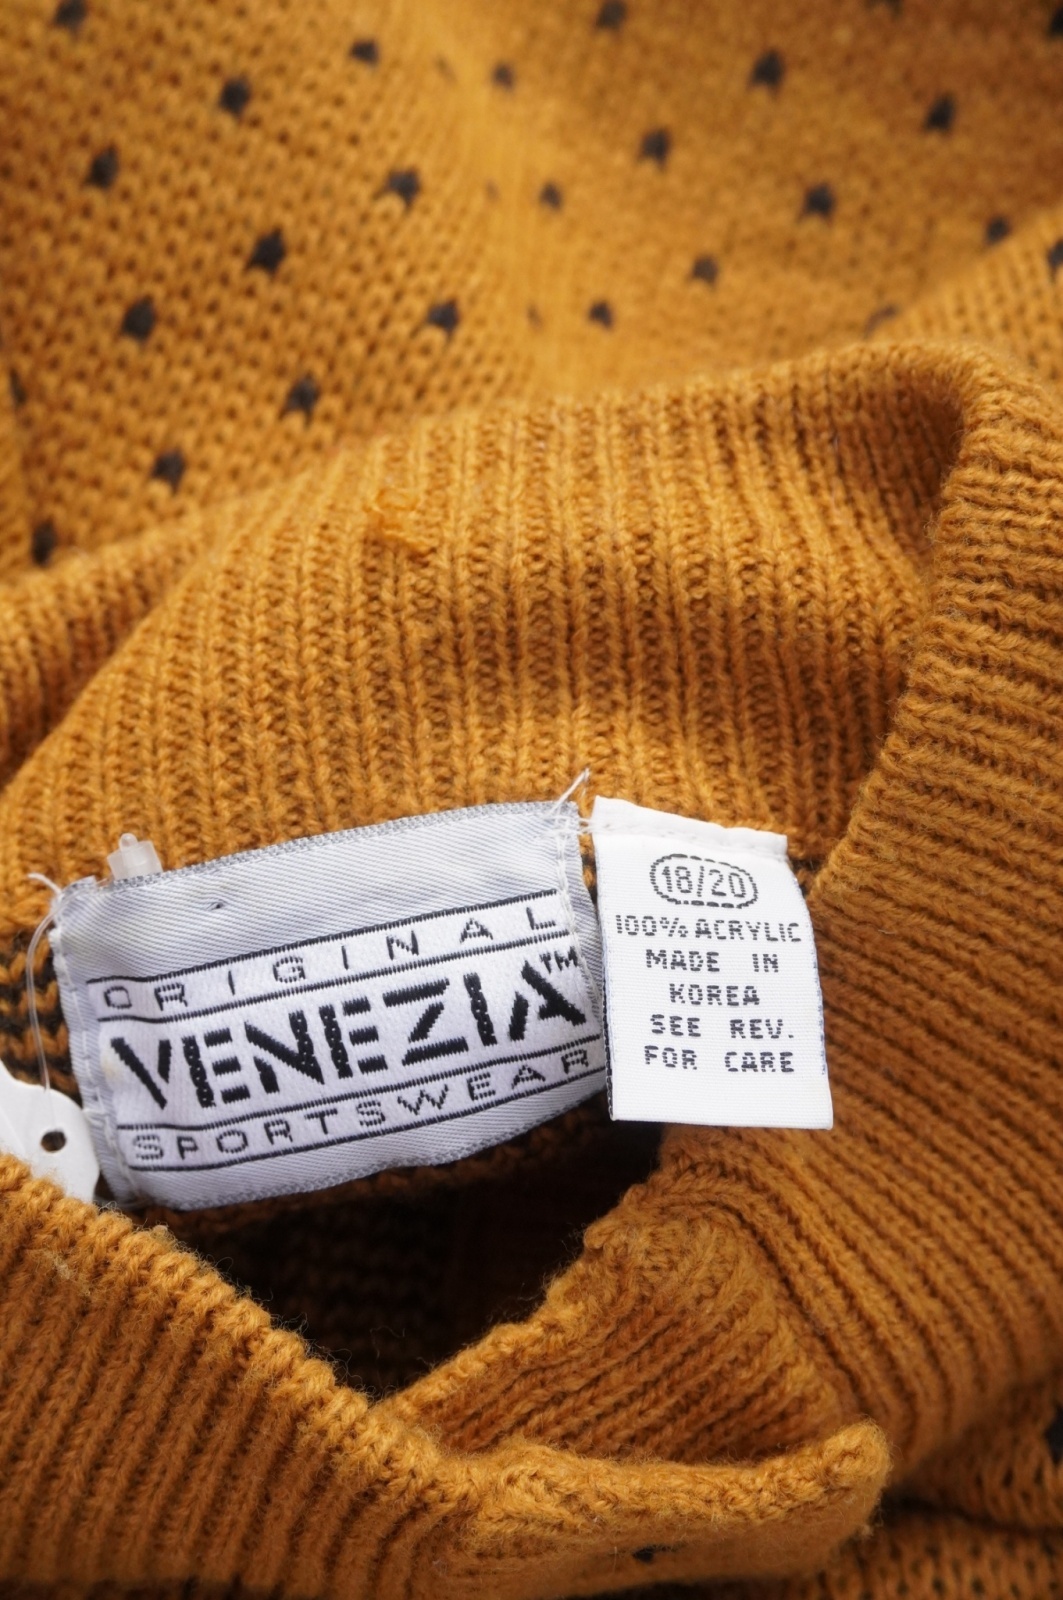 ORIGINAL
VENEZIA™
SPORTSWEAR
18/20
100% ACRYLIC
MADE IN
KOREA
SEE REV.
FOR CARE